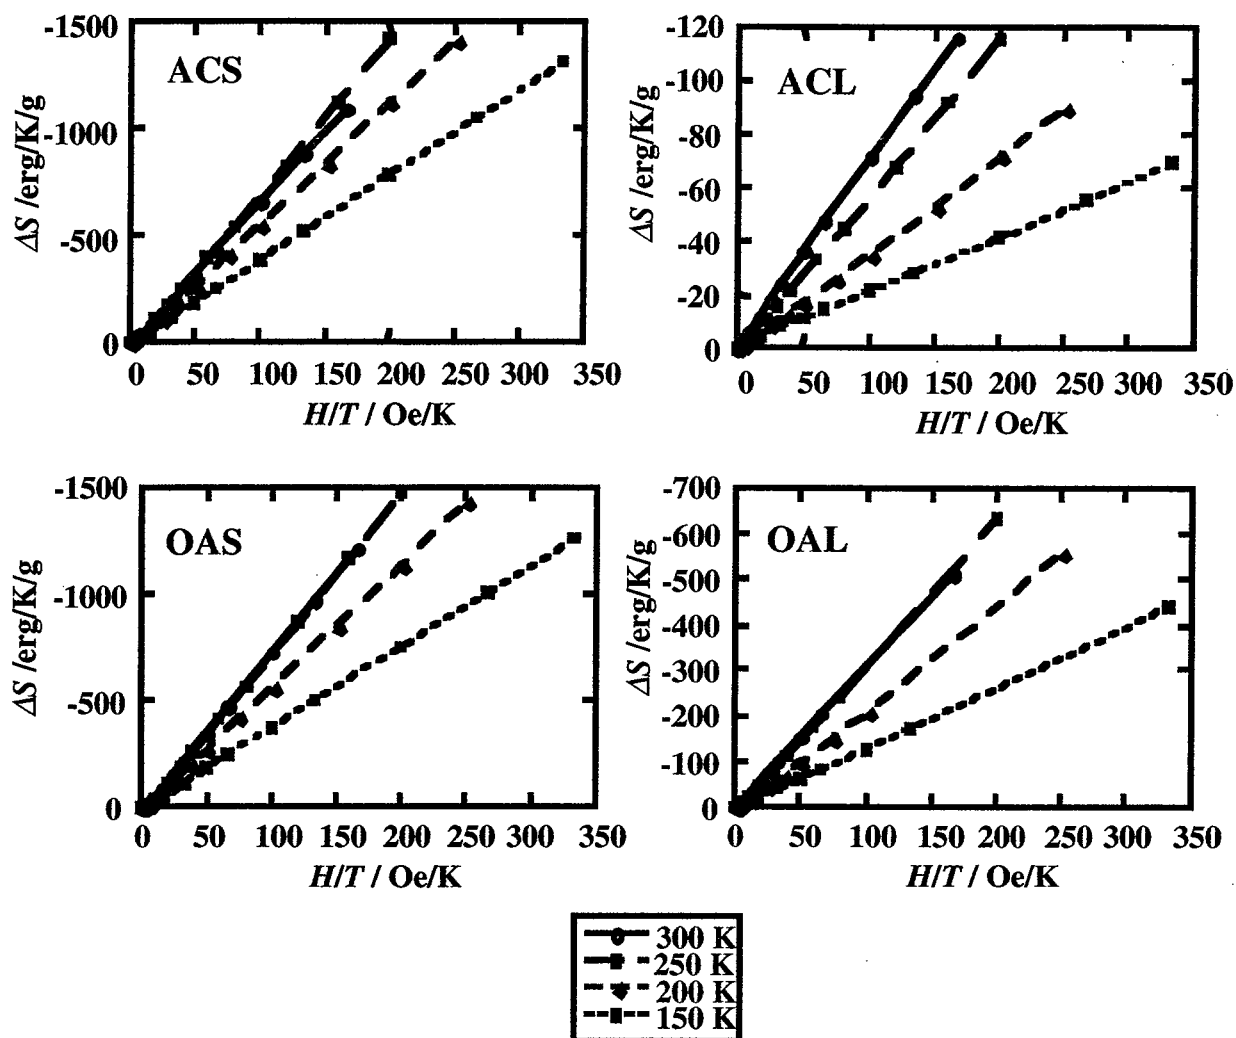 ACS
ΔS /erg/K/g
-1500
-1000
-500
0
0 50 100 150 200 250 300 350
H/T / Oe/K
ACL
ΔS /erg/K/g
-120
-100
-80
-60
-40
-20
0
0 50 100 150 200 250 300 350
H/T / Oe/K
OAS
ΔS /erg/K/g
-1500
-1000
-500
0
0 50 100 150 200 250 300 350
H/T / Oe/K
OAL
ΔS /erg/K/g
-700
-600
-500
-400
-300
-200
-100
0
0 50 100 150 200 250 300 350
H/T / Oe/K
300 K
250 K
200 K
150 K